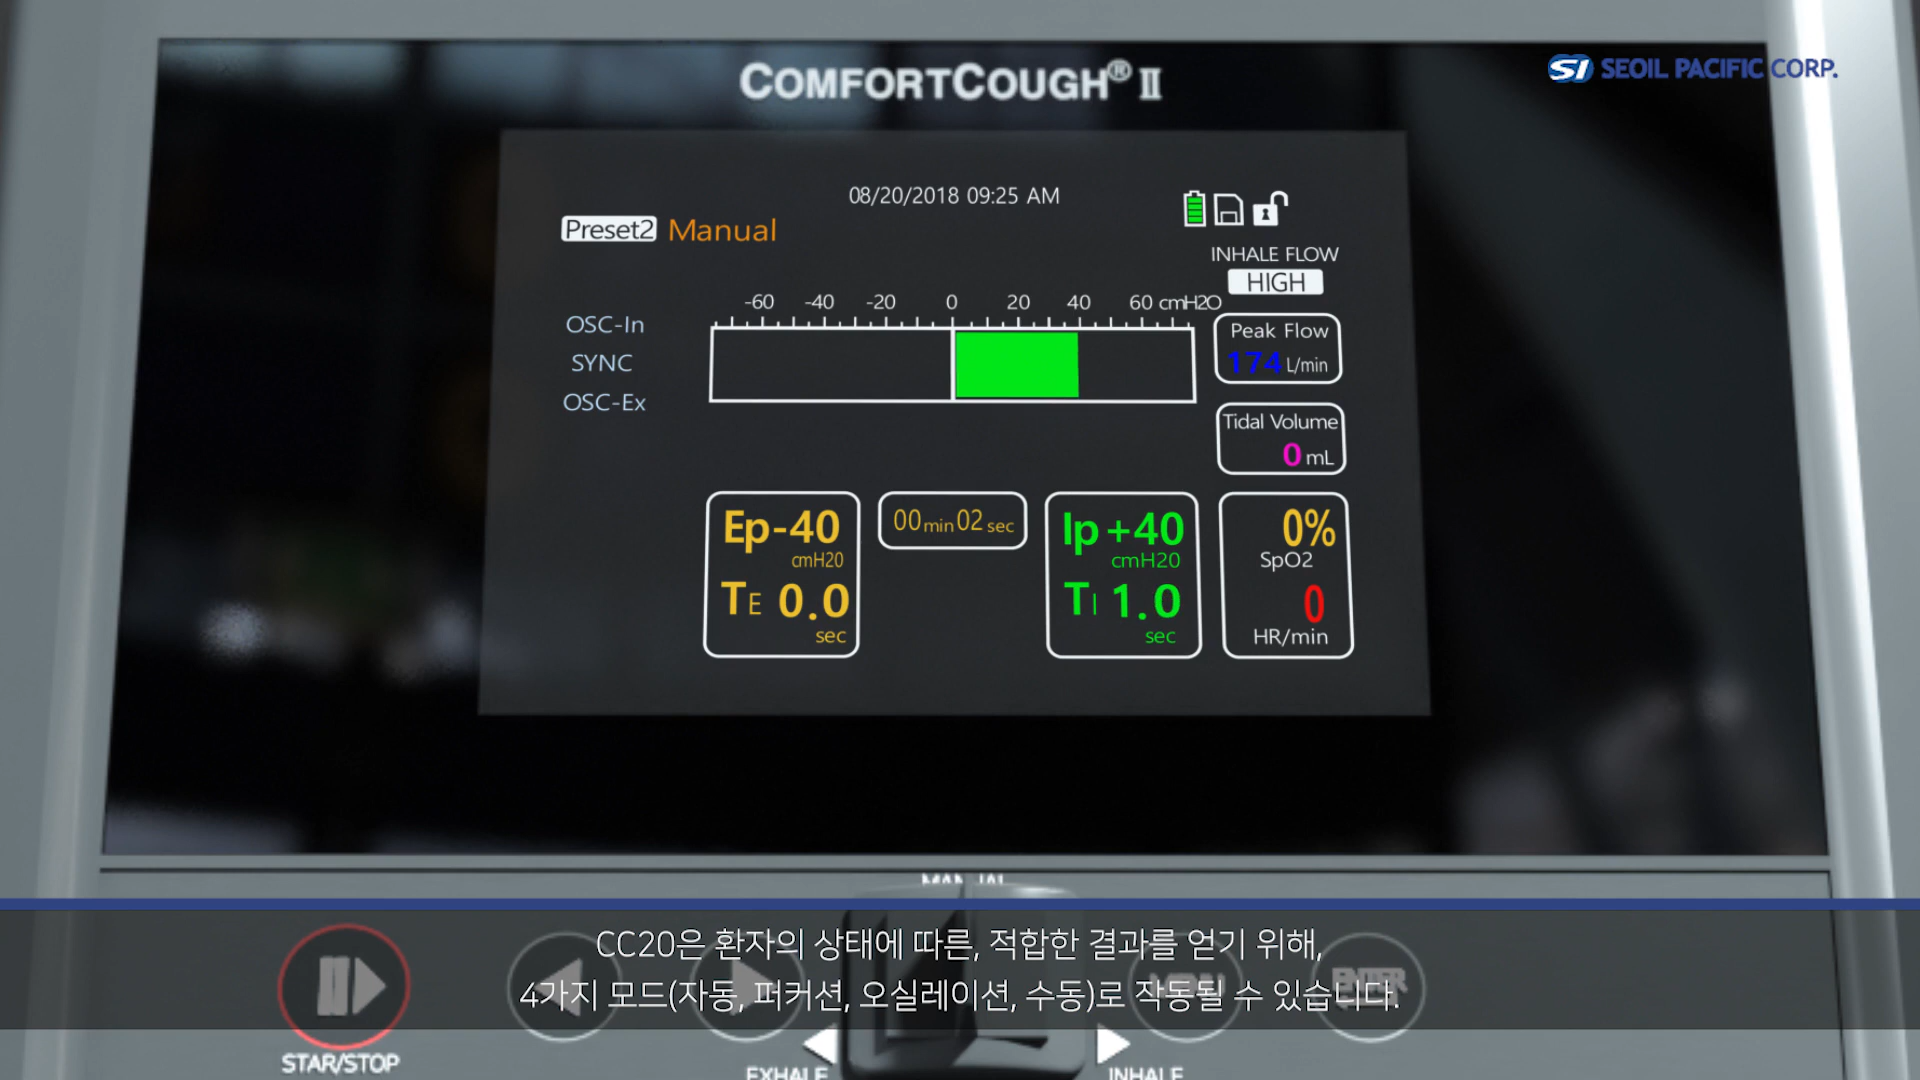 COMFORTCOUGH® II
SI SEOIL PACIFIC CORP.
08/20/2018 09:25 AM
Preset2 Manual
INHALE FLOW
HIGH
-60 -40 -20 0 20 40 60 cmH2O
OSC-In
SYNC
OSC-Ex
Peak Flow
174 L/min
Tidal Volume
0 mL
Ep-40
cmH20
TE 0.0
sec
00 min 02 sec
Ip +40
cmH20
TI 1.0
sec
0%
SpO2
0
HR/min
MANUAL
CC20은 환자의 상태에 따른, 적합한 결과를 얻기 위해,
4가지 모드(자동, 퍼커션, 오실레이션, 수동)로 작동될 수 있습니다.
MENU
ENTER
STAR/STOP
EXHALE
INHALE